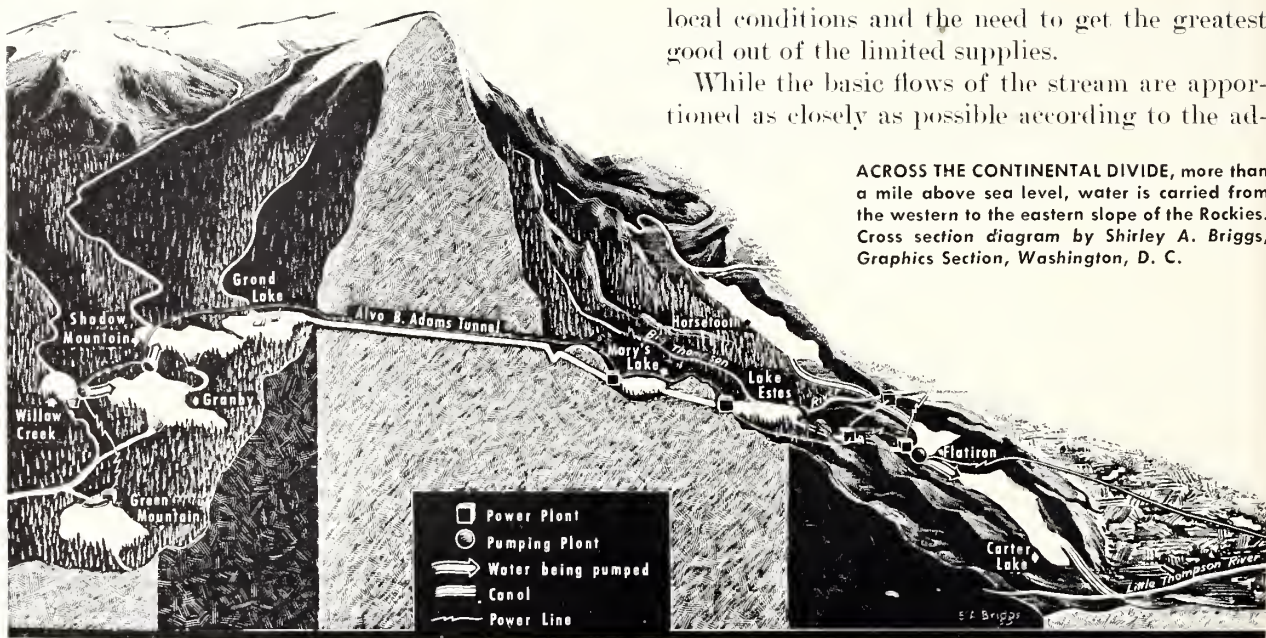 local conditions and the need to get the greatest
good out of the limited supplies.
While the basic flows of the stream are appor-
tioned as closely as possible according to the ad-
ACROSS THE CONTINENTAL DIVIDE, more than
a mile above sea level, water is carried from
the western to the eastern slope of the Rockies.
Cross section diagram by Shirley A. Briggs,
Graphics Section, Washington, D. C.
Grand
Lake
Shadow
Mountain
Alva B. Adams Tunnel
Horsetooth
Big Thompson
Mary's
Lake
Lake
Estes
Willow
Creek
Granby
Flatiron
Green
Mountain
Power Plant
Pumping Plant
Water being pumped
Canal
Power Line
Carter
Lake
Little Thompson River
Briggs